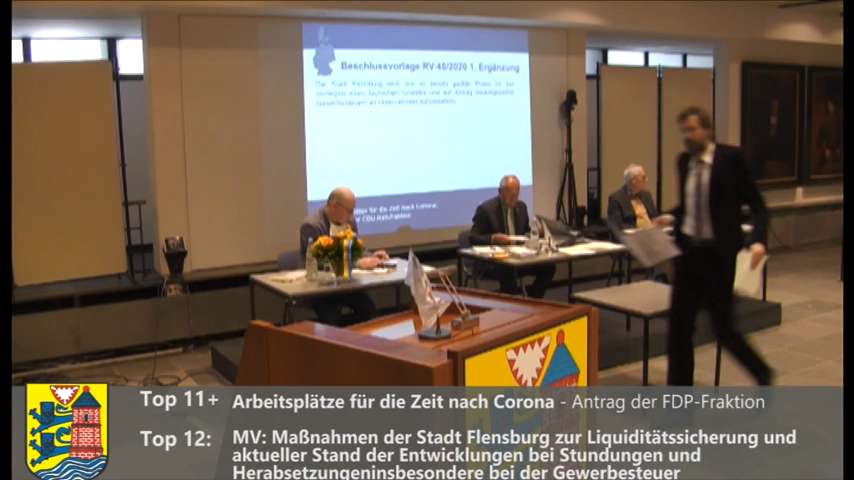 Beschlussvorlage RV-45/2020 1. Ergänzung
Top 11+ Arbeitsplätze für die Zeit nach Corona - Antrag der FDP-Fraktion
Top 12: MV: Maßnahmen der Stadt Flensburg zur Liquiditätssicherung und
aktueller Stand der Entwicklungen bei Stundungen und
Herabsetzungeninsbesondere bei der Gewerbesteuer